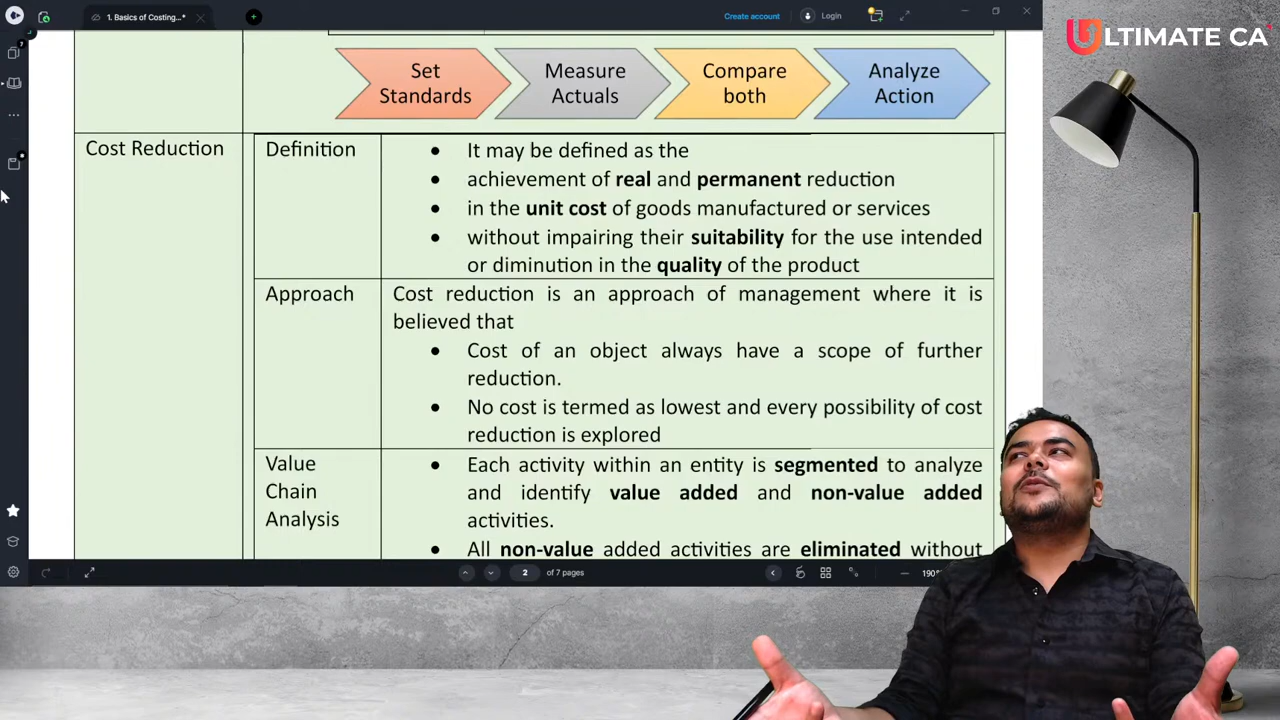 1. Basics of Costing...*
Create account
Login
ULTIMATE CA
Set
Standards
Measure
Actuals
Compare
both
Analyze
Action
Cost Reduction
Definition
• It may be defined as the
• achievement of real and permanent reduction
• in the unit cost of goods manufactured or services
• without impairing their suitability for the use intended
or diminution in the quality of the product
Approach
Cost reduction is an approach of management where it is
believed that
• Cost of an object always have a scope of further
reduction.
• No cost is termed as lowest and every possibility of cost
reduction is explored
Value
Chain
Analysis
• Each activity within an entity is segmented to analyze
and identify value added and non-value added
activities.
• All non-value added activities are eliminated without
2 of 7 pages
190